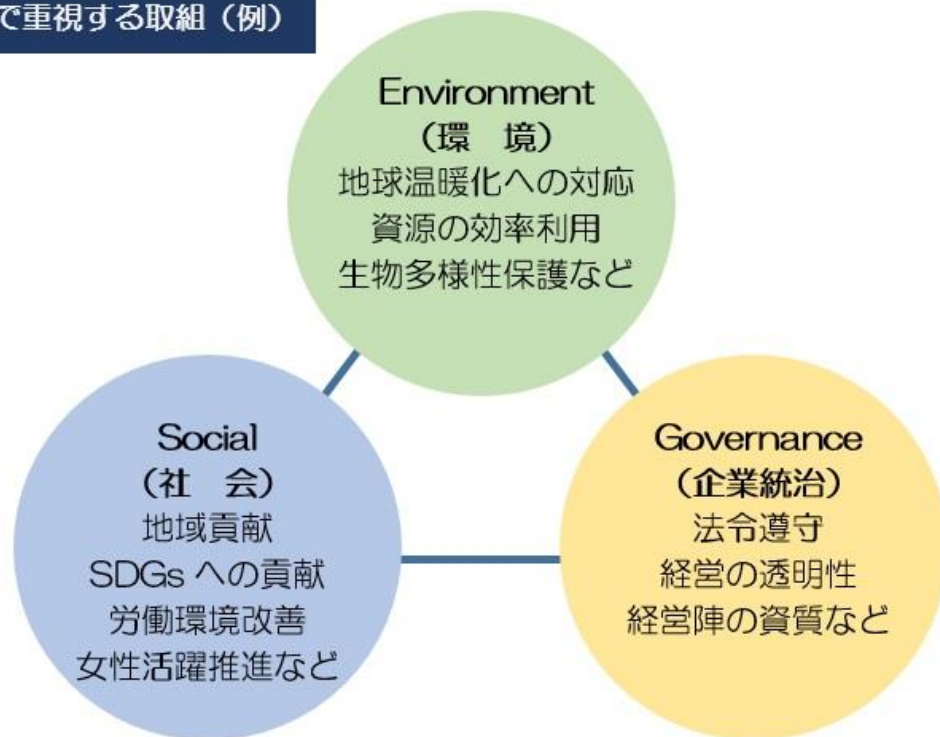 で重視する取組（例）
Environment
（環　境）
地球温暖化への対応
資源の効率利用
生物多様性保護など
Social
（社　会）
地域貢献
SDGs への貢献
労働環境改善
女性活躍推進など
Governance
（企業統治）
法令遵守
経営の透明性
経営陣の資質など